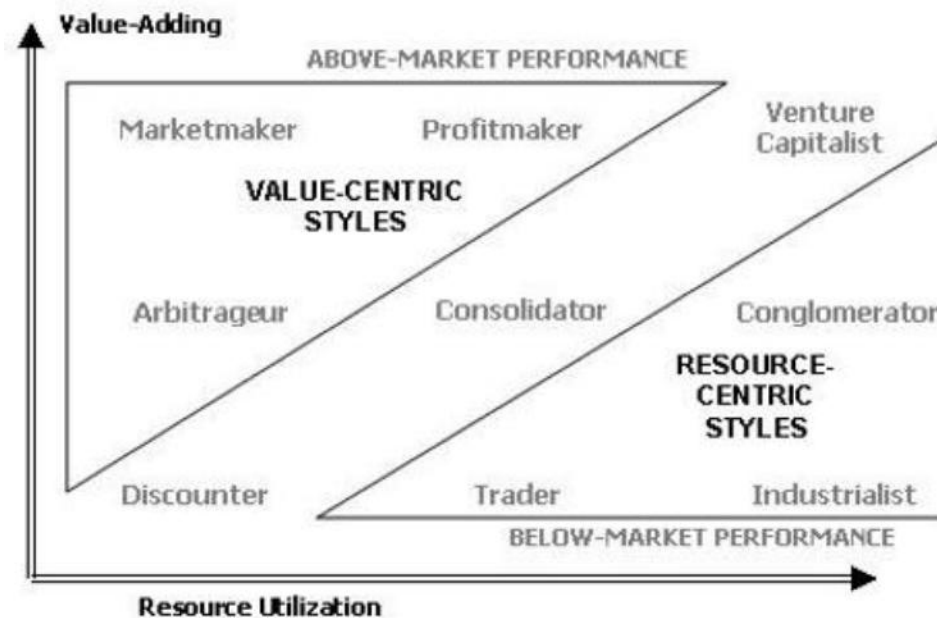 Value-Adding
ABOVE-MARKET PERFORMANCE
Marketmaker
Profitmaker
Venture
Capitalist
VALUE-CENTRIC
STYLES
Arbitrageur
Consolidator
Conglomerator
RESOURCE-
CENTRIC
STYLES
Discounter
Trader
Industrialist
BELOW-MARKET PERFORMANCE
Resource Utilization